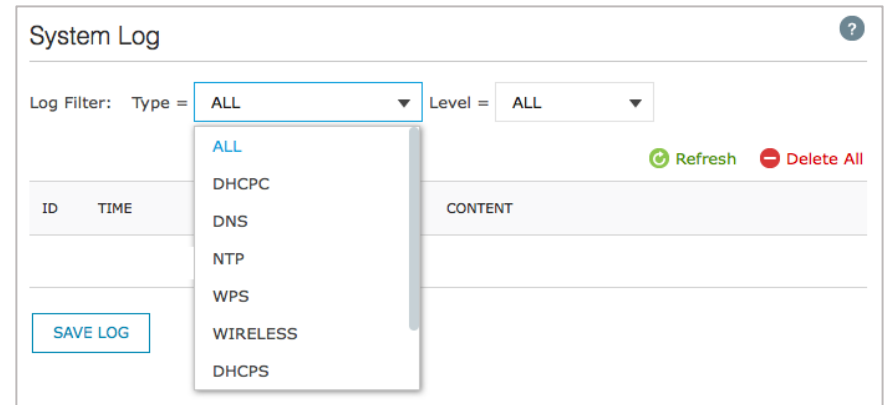 System Log
?
Log Filter: Type = ALL Level = ALL
ALL
Refresh Delete All
DHCPC
ID TIME CONTENT
DNS
NTP
WPS
SAVE LOG WIRELESS
DHCPS